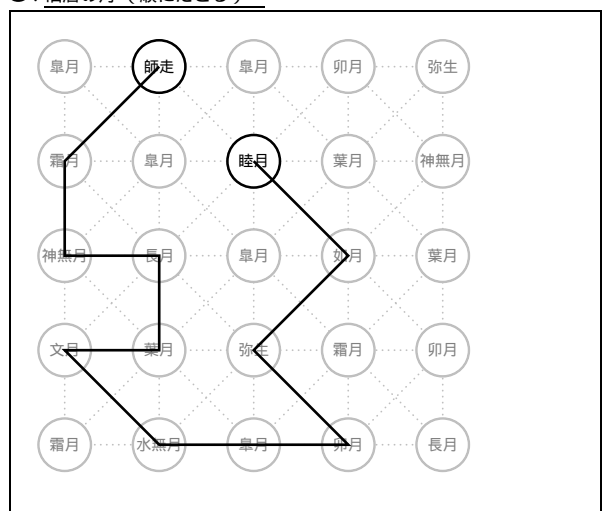 皐月 師走 皐月 卯月 弥生
霜月 皐月 睦月 葉月 神無月
神無月 長月 皐月 如月 葉月
文月 葉月 弥生 霜月 卯月
霜月 水無月 皐月 卯月 長月